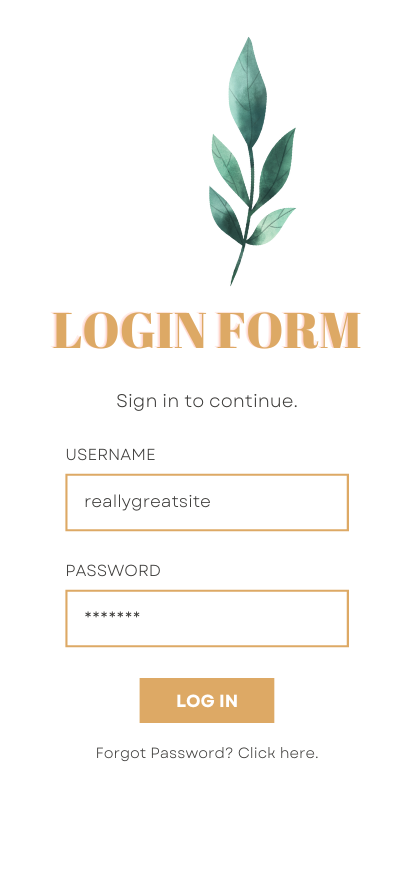 LOGIN FORM
Sign in to continue.
USERNAME
reallygreatsite
PASSWORD
*******
LOG IN
Forgot Password? Click here.